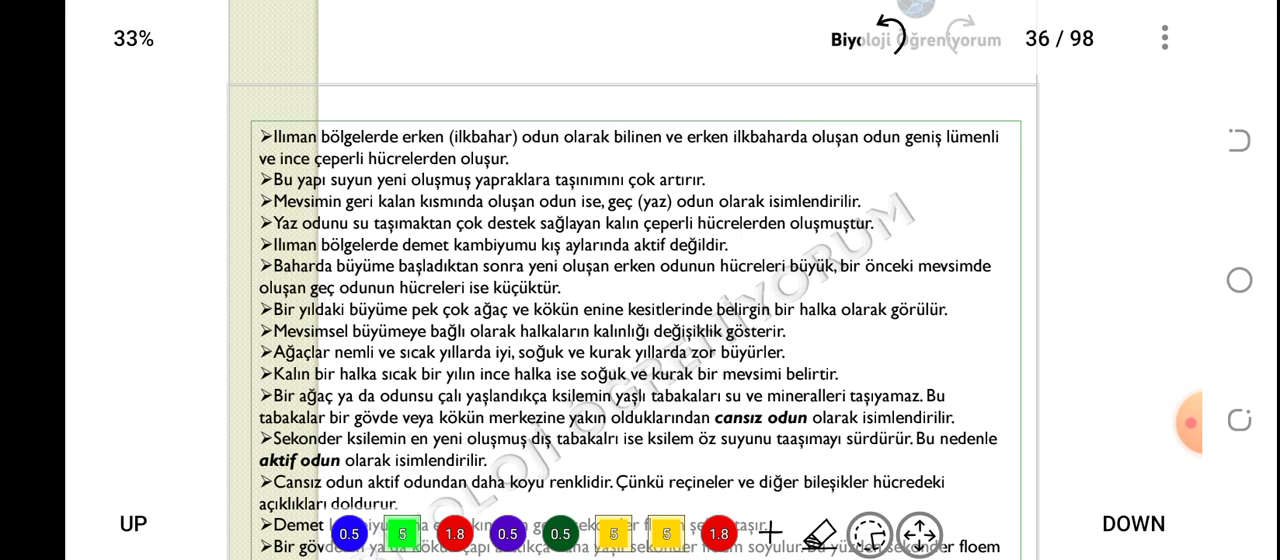 33%
Biyoloji Öğreniyorum
36 / 98
➢Ilıman bölgelerde erken (ilkbahar) odun olarak bilinen ve erken ilkbaharda oluşan odun geniş lümenli
ve ince çeperli hücrelerden oluşur.
➢Bu yapı suyun yeni oluşmuş yapraklara taşınımını çok artırır.
➢Mevsimin geri kalan kısmında oluşan odun ise, geç (yaz) odun olarak isimlendirilir.
➢Yaz odunu su taşımaktan çok destek sağlayan kalın çeperli hücrelerden oluşmuştur.
➢Ilıman bölgelerde demet kambiyumu kış aylarında aktif değildir.
➢Baharda büyüme başladıktan sonra yeni oluşan erken odunun hücreleri büyük, bir önceki mevsimde
oluşan geç odunun hücreleri ise küçüktür.
➢Bir yıldaki büyüme pek çok ağaç ve kökün enine kesitlerinde belirgin bir halka olarak görülür.
➢Mevsimsel büyümeye bağlı olarak halkaların kalınlığı değişiklik gösterir.
➢Ağaçlar nemli ve sıcak yıllarda iyi, soğuk ve kurak yıllarda zor büyürler.
➢Kalın bir halka sıcak bir yılın ince halka ise soğuk ve kurak bir mevsimi belirtir.
➢Bir ağaç ya da odunsu çalı yaşlandıkça ksilemin yaşlı tabakaları su ve mineralleri taşıyamaz. Bu
tabakalar bir gövde veya kökün merkezine yakın olduklarından cansız odun olarak isimlendirilir.
➢Sekonder ksilemin en yeni oluşmuş dış tabakalrı ise ksilem öz suyunu taaşımayı sürdürür. Bu nedenle
aktif odun olarak isimlendirilir.
➢Cansız odun aktif odundan daha koyu renklidir. Çünkü reçineler ve diğer bileşikler hücredeki
açıklıkları doldurur.
➢Demet taşır.
➢Bir floem
OLOJİ ÖĞRENİYORUM
UP
0.5 5 1.8 0.5 0.5 5 5 1.8
DOWN